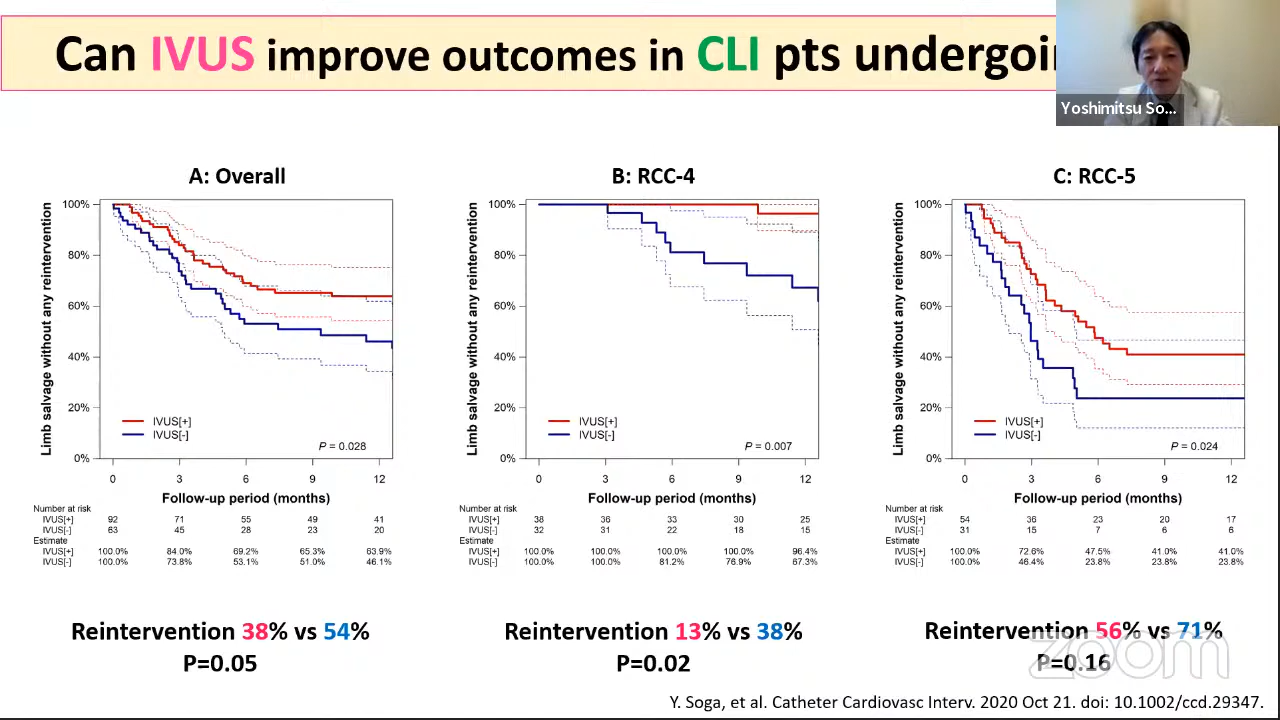 Can IVUS improve outcomes in CLI pts undergoi
Yoshimitsu So...
A: Overall
Limb salvage without any reintervention
100%
80%
60%
40%
20%
0%
IVUS[+]
IVUS[-]
P = 0.028
0 3 6 9 12
Follow-up period (months)
Number at risk
IVUS[+] 92 71 55 49 41
IVUS[-] 63 45 28 23 20
Estimate
IVUS[+] 100.0% 84.0% 69.2% 65.3% 63.9%
IVUS[-] 100.0% 73.8% 53.1% 51.0% 46.1%
Reintervention 38% vs 54%
P=0.05
B: RCC-4
Limb salvage without any reintervention
100%
80%
60%
40%
20%
0%
IVUS[+]
IVUS[-]
P = 0.007
0 3 6 9 12
Follow-up period (months)
Number at risk
IVUS[+] 38 36 33 30 25
IVUS[-] 32 31 22 18 15
Estimate
IVUS[+] 100.0% 100.0% 100.0% 100.0% 96.4%
IVUS[-] 100.0% 100.0% 81.2% 76.9% 67.3%
Reintervention 13% vs 38%
P=0.02
C: RCC-5
Limb salvage without any reintervention
100%
80%
60%
40%
20%
0%
IVUS[+]
IVUS[-]
P = 0.024
0 3 6 9 12
Follow-up period (months)
Number at risk
IVUS[+] 54 36 23 20 17
IVUS[-] 31 15 7 6 6
Estimate
IVUS[+] 100.0% 72.6% 47.5% 41.0% 41.0%
IVUS[-] 100.0% 46.4% 23.8% 23.8% 23.8%
Reintervention 56% vs 71%
P=0.16
zoom
Y. Soga, et al. Catheter Cardiovasc Interv. 2020 Oct 21. doi: 10.1002/ccd.29347.